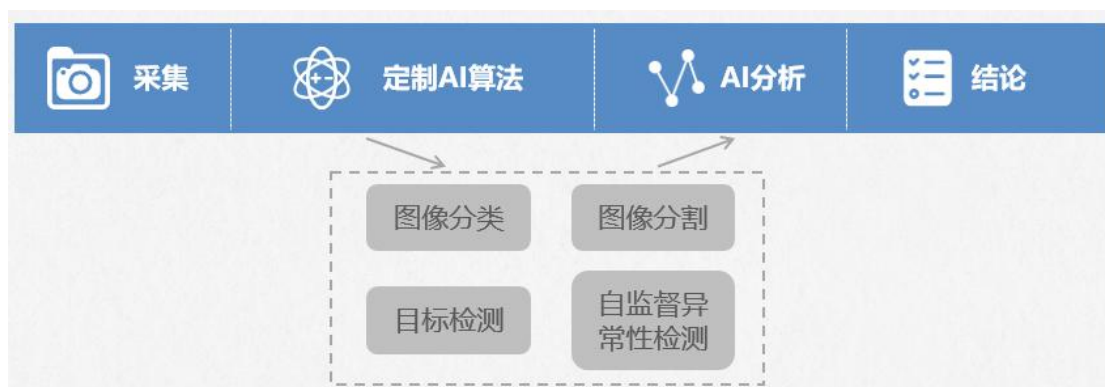 采集
定制AI算法
AI分析
结论
图像分类
图像分割
目标检测
自监督异
常性检测